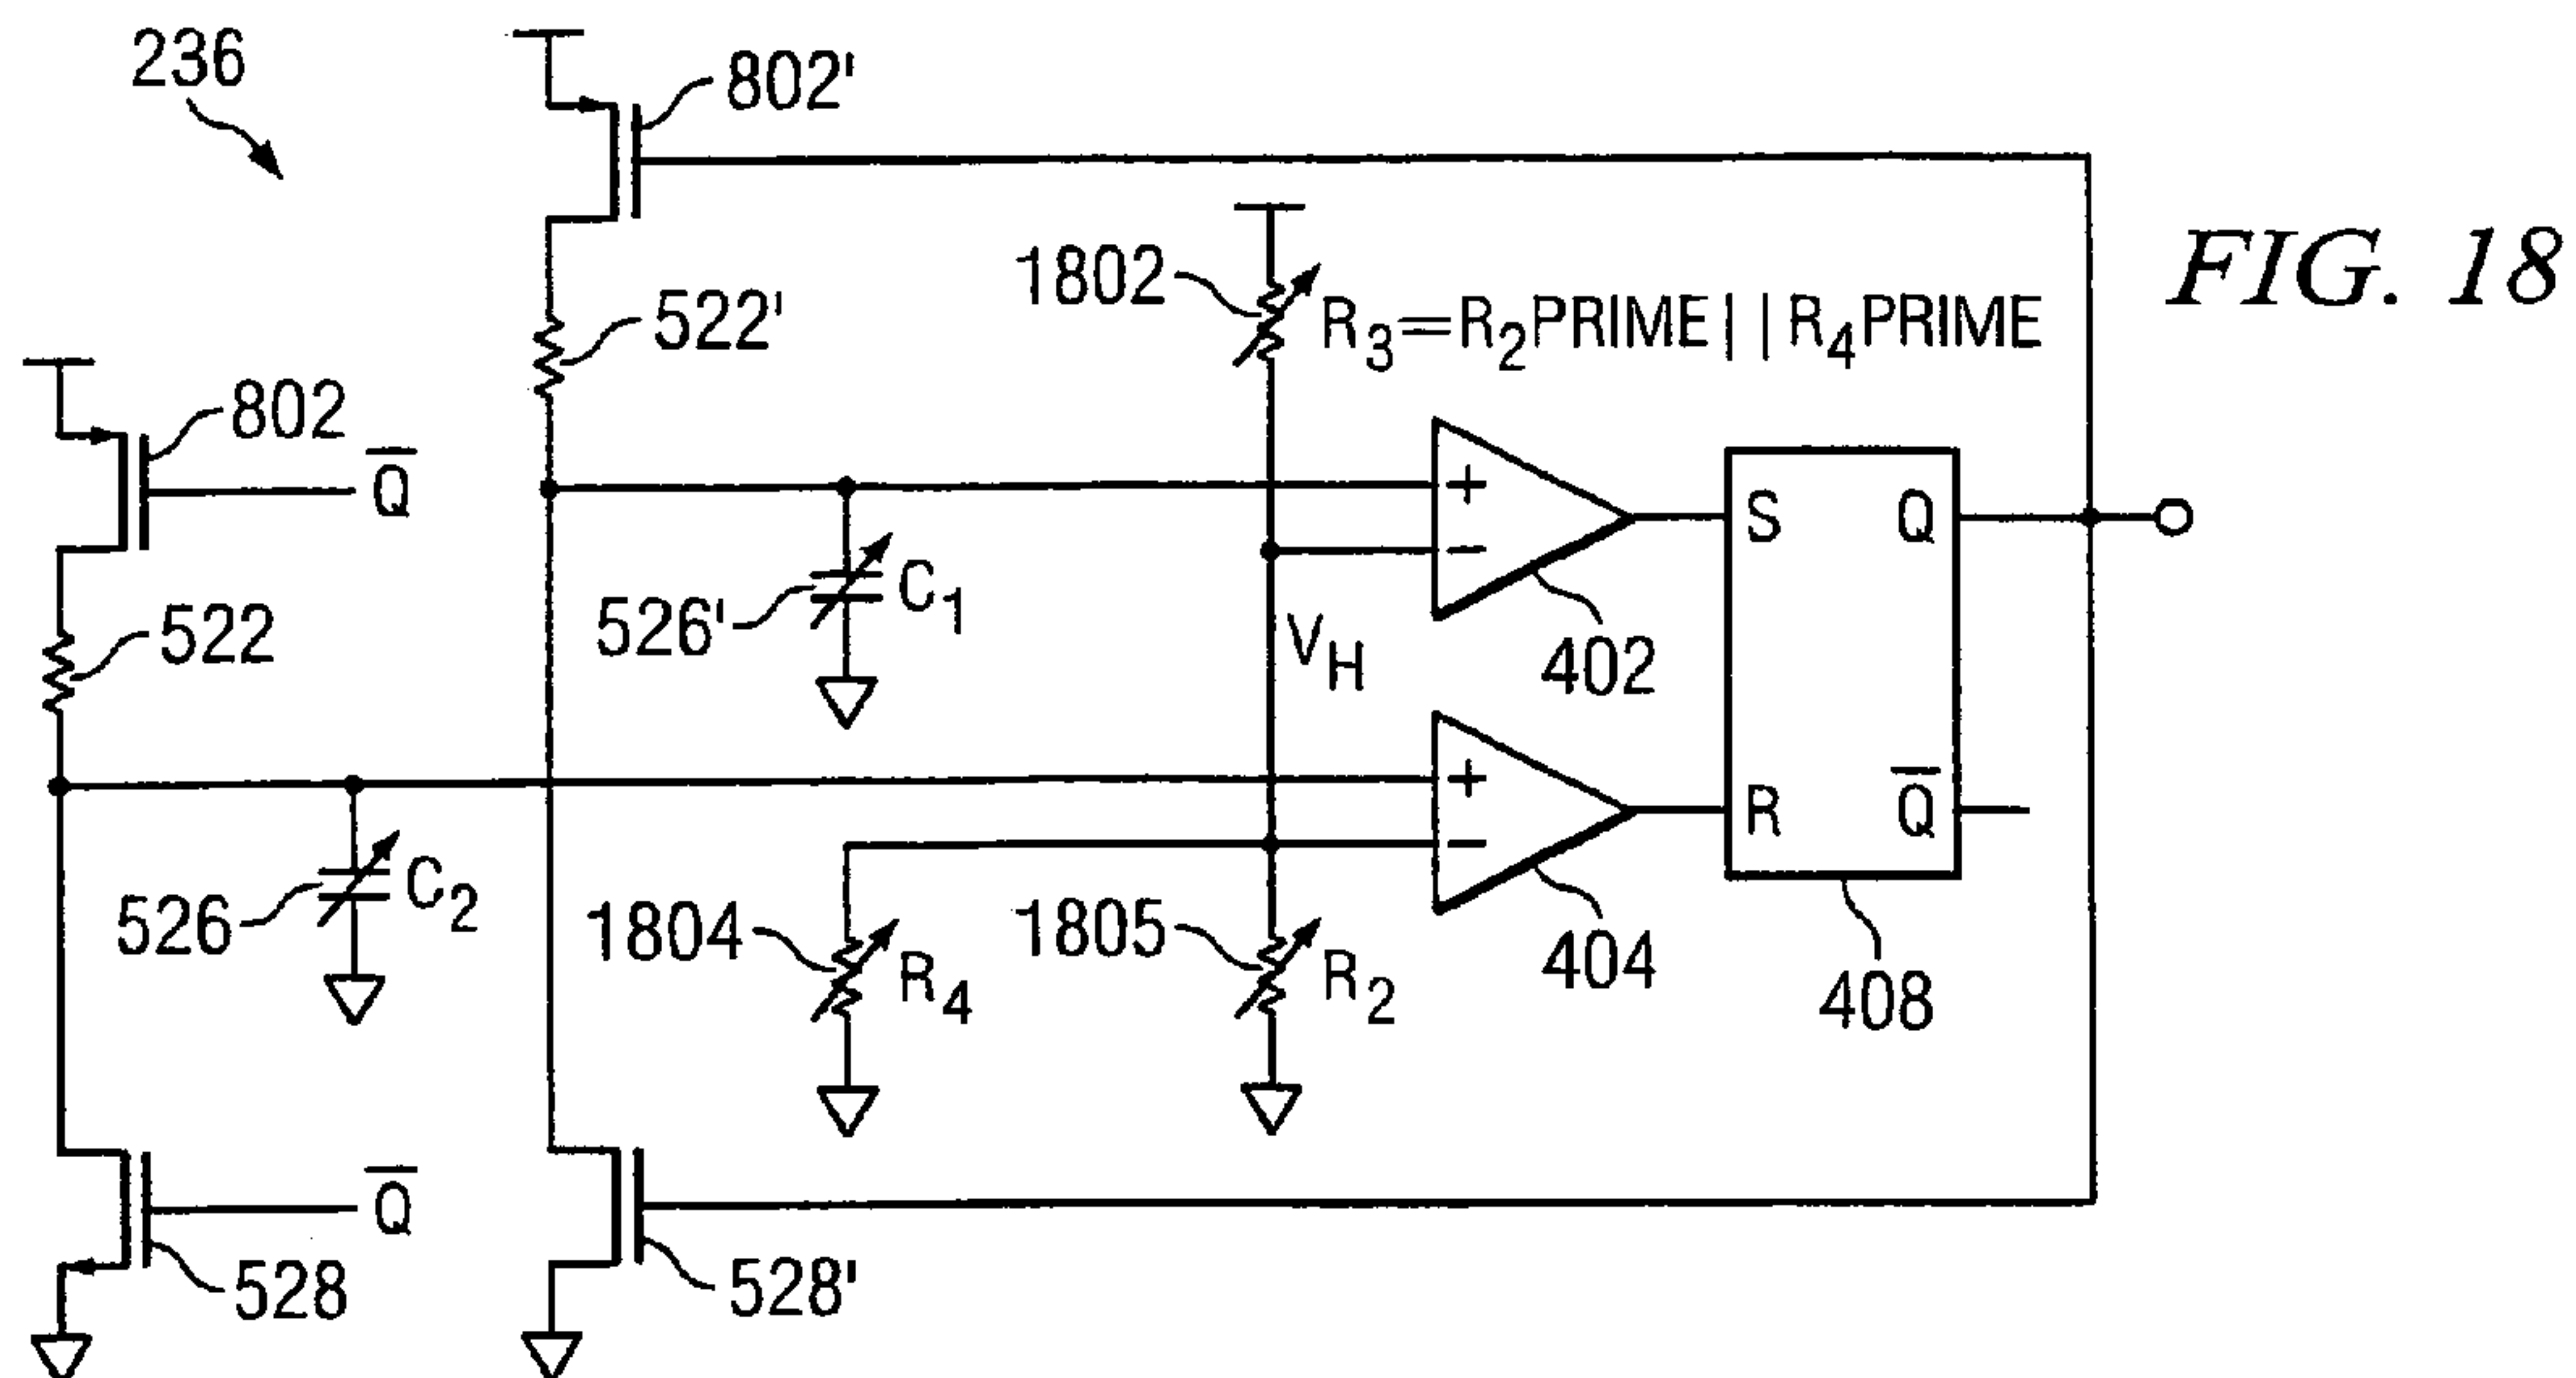 236
802'
FIG. 18
1802
R3=R2PRIME||R4PRIME
522'
802
Q̅
+
S
Q
−
C1
526'
402
522
VH
+
R
Q̅
−
C2
526
1804
R4
1805
R2
404
408
Q̅
528
528'